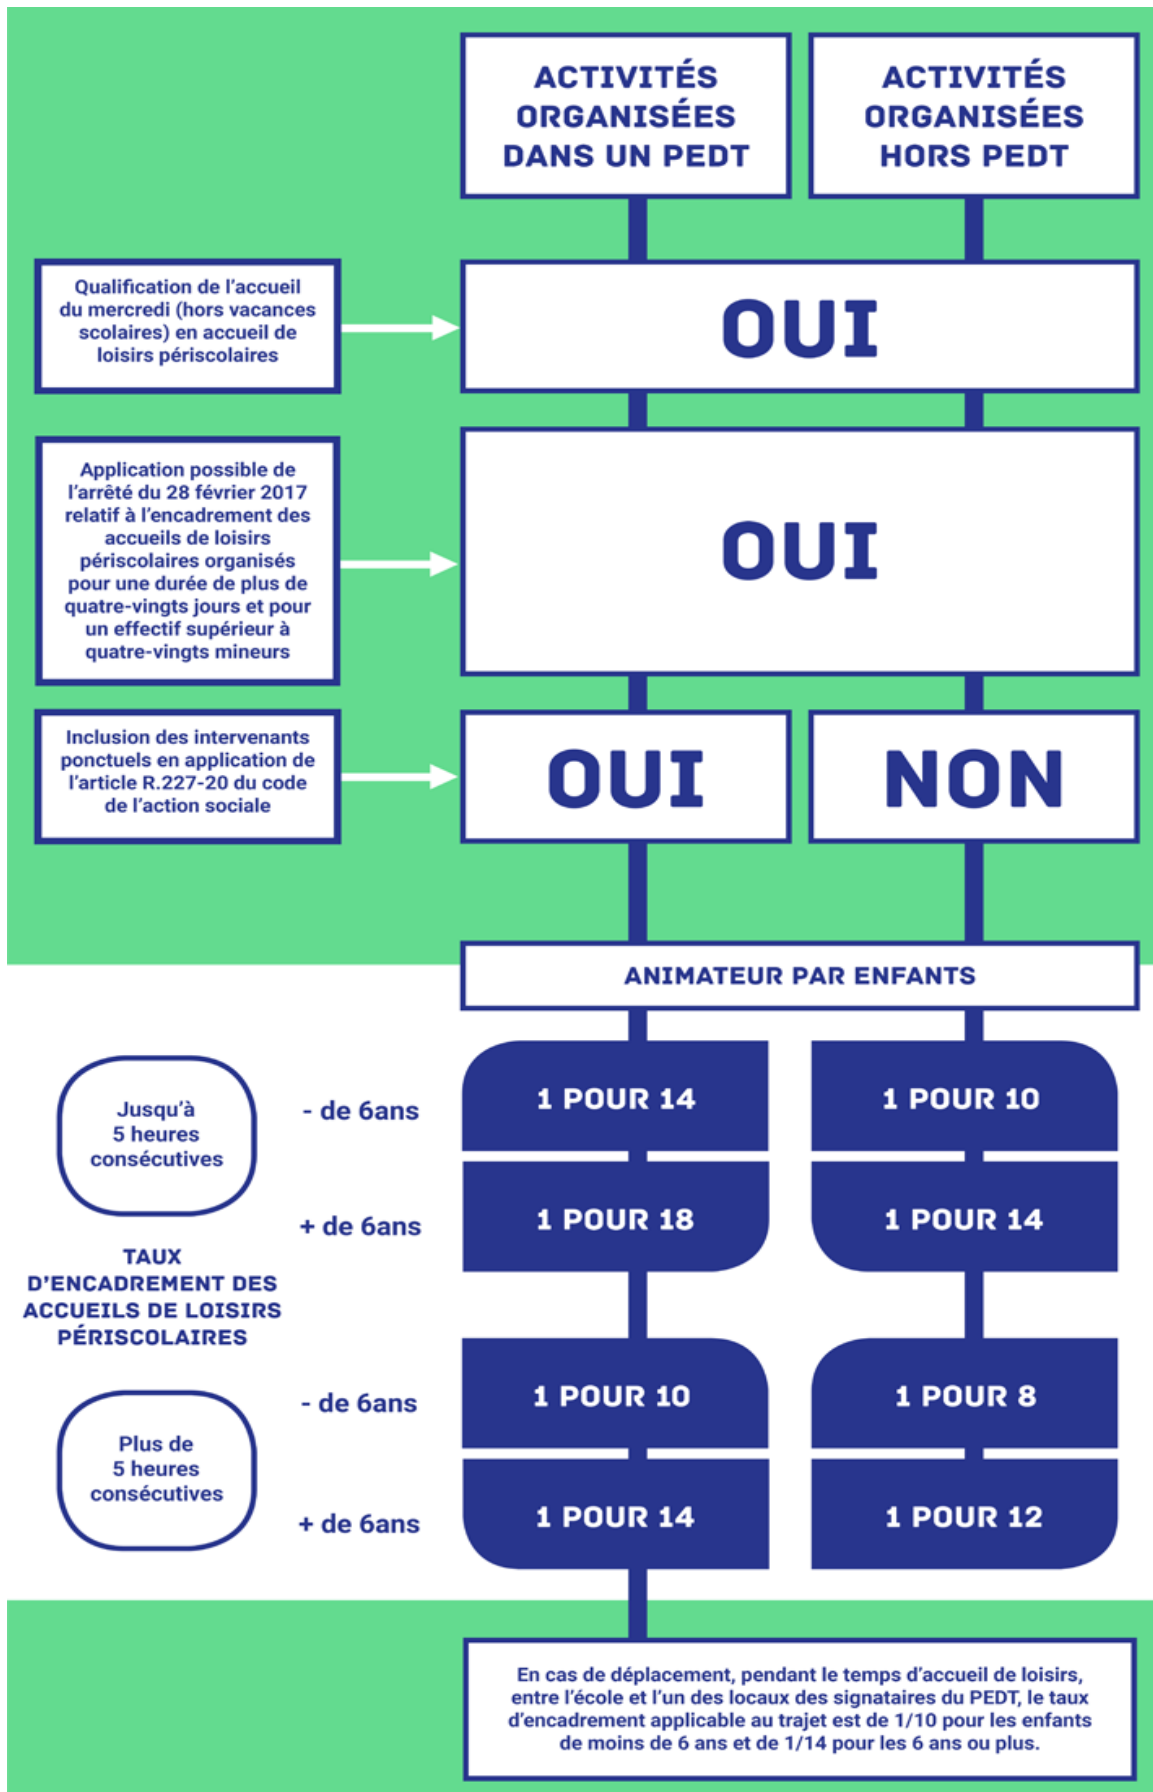 ACTIVITÉS
ORGANISÉES
DANS UN PEDT
ACTIVITÉS
ORGANISÉES
HORS PEDT
Qualification de l'accueil
du mercredi (hors vacances
scolaires) en accueil de
loisirs périscolaires
OUI
Application possible de
l'arrêté du 28 février 2017
relatif à l'encadrement des
accueils de loisirs
périscolaires organisés
pour une durée de plus de
quatre-vingts jours et pour
un effectif supérieur à
quatre-vingts mineurs
OUI
Inclusion des intervenants
ponctuels en application de
l'article R.227-20 du code
de l'action sociale
OUI
NON
ANIMATEUR PAR ENFANTS
Jusqu'à
5 heures
consécutives
- de 6ans
1 POUR 14
1 POUR 10
+ de 6ans
1 POUR 18
1 POUR 14
TAUX
D'ENCADREMENT DES
ACCUEILS DE LOISIRS
PÉRISCOLAIRES
Plus de
5 heures
consécutives
- de 6ans
1 POUR 10
1 POUR 8
+ de 6ans
1 POUR 14
1 POUR 12
En cas de déplacement, pendant le temps d'accueil de loisirs,
entre l'école et l'un des locaux des signataires du PEDT, le taux
d'encadrement applicable au trajet est de 1/10 pour les enfants
de moins de 6 ans et de 1/14 pour les 6 ans ou plus.